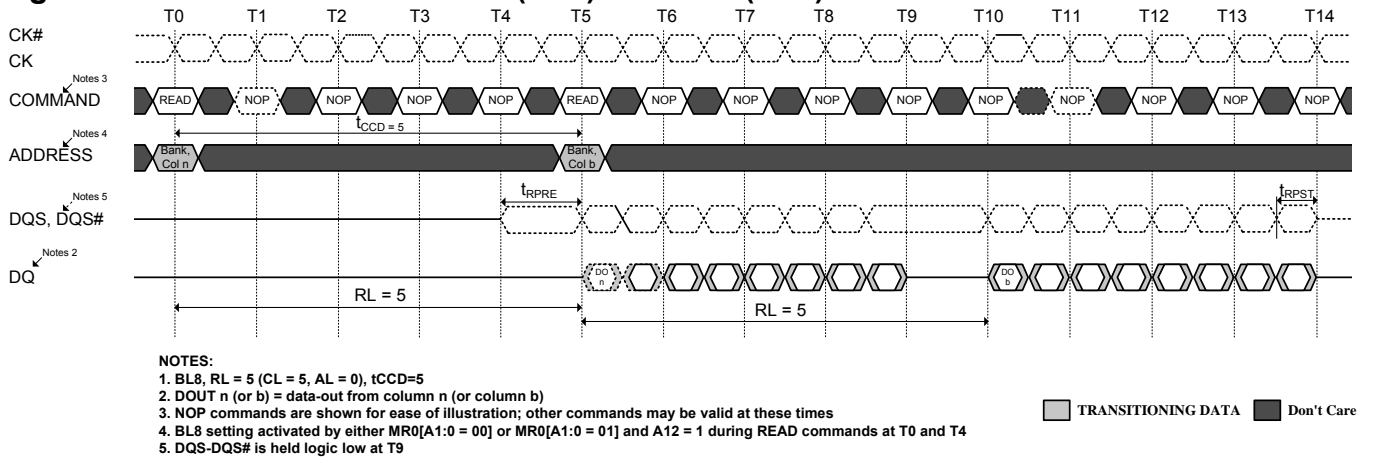 T0 T1 T2 T3 T4 T5 T6 T7 T8 T9 T10 T11 T12 T13 T14
CK#
CK
Notes 3
COMMAND READ NOP NOP NOP NOP READ NOP NOP NOP NOP NOP NOP NOP NOP NOP
tCCD = 5
Notes 4
ADDRESS Bank, Col n Bank, Col b
Notes 5
tRPRE tRPST
DQS, DQS#
Notes 2
DQ DO n DO b
RL = 5
RL = 5
NOTES:
1. BL8, RL = 5 (CL = 5, AL = 0), tCCD=5
2. DOUT n (or b) = data-out from column n (or column b)
3. NOP commands are shown for ease of illustration; other commands may be valid at these times
4. BL8 setting activated by either MR0[A1:0 = 00] or MR0[A1:0 = 01] and A12 = 1 during READ commands at T0 and T4
5. DQS-DQS# is held logic low at T9
TRANSITIONING DATA Don't Care